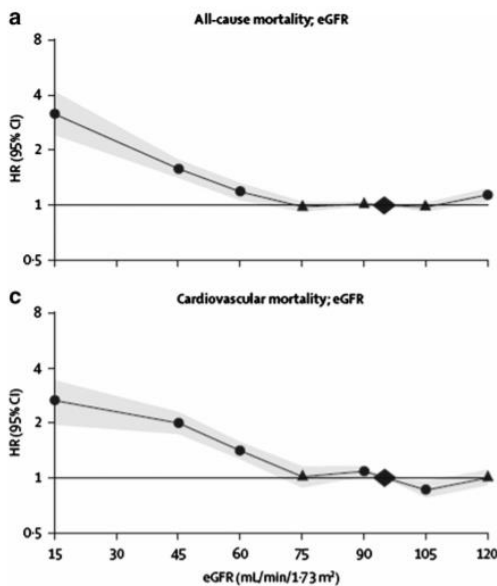 a
All-cause mortality; eGFR
8
4
2
1
0·5
HR (95% CI)
c
Cardiovascular mortality; eGFR
8
4
2
1
0·5
HR (95% CI)
15 30 45 60 75 90 105 120
eGFR (mL/min/1·73 m²)